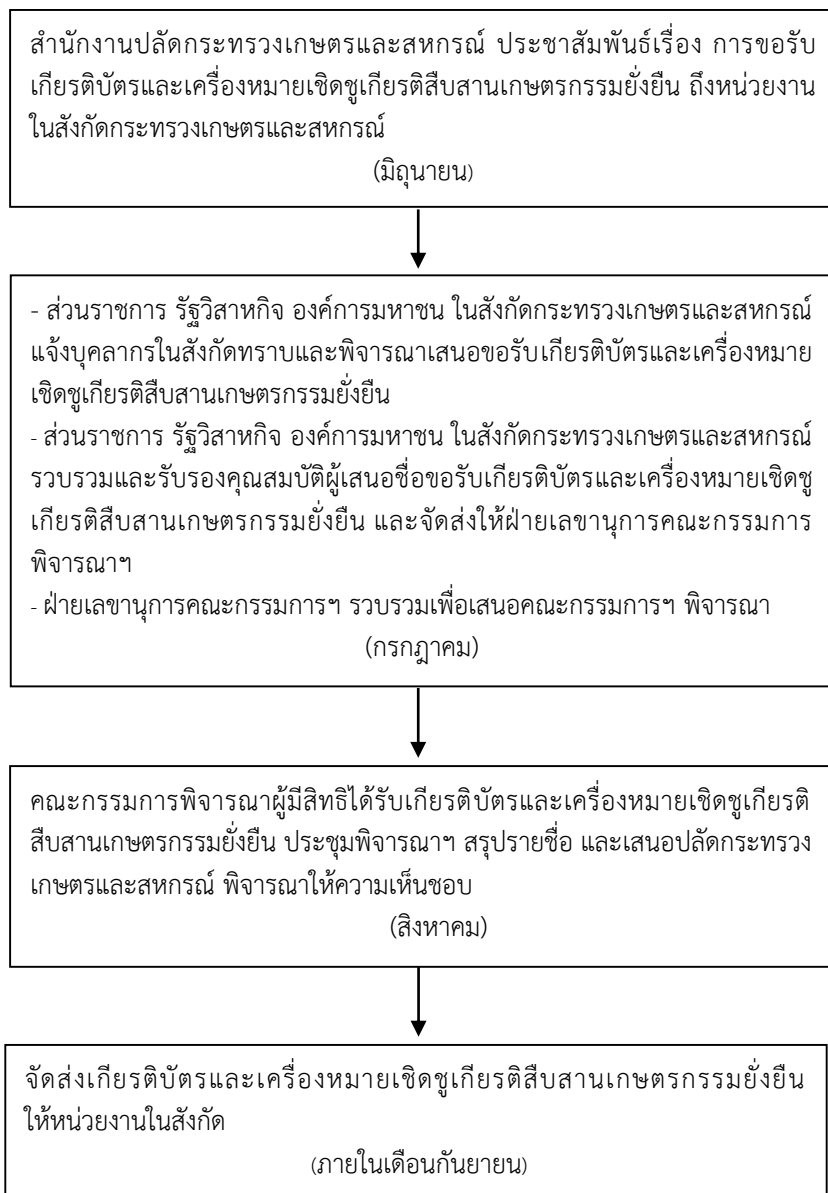 สำนักงานปลัดกระทรวงเกษตรและสหกรณ์ ประชาสัมพันธ์เรื่อง การขอรับ
เกียรติบัตรและเครื่องหมายเชิดชูเกียรติสืบสานเกษตรกรรมยั่งยืน ถึงหน่วยงาน
ในสังกัดกระทรวงเกษตรและสหกรณ์
(มิถุนายน)
- ส่วนราชการ รัฐวิสาหกิจ องค์การมหาชน ในสังกัดกระทรวงเกษตรและสหกรณ์
แจ้งบุคลากรในสังกัดทราบและพิจารณาเสนอขอรับเกียรติบัตรและเครื่องหมาย
เชิดชูเกียรติสืบสานเกษตรกรรมยั่งยืน
- ส่วนราชการ รัฐวิสาหกิจ องค์การมหาชน ในสังกัดกระทรวงเกษตรและสหกรณ์
รวบรวมและรับรองคุณสมบัติผู้เสนอชื่อขอรับเกียรติบัตรและเครื่องหมายเชิดชู
เกียรติสืบสานเกษตรกรรมยั่งยืน และจัดส่งให้ฝ่ายเลขานุการคณะกรรมการ
พิจารณาฯ
- ฝ่ายเลขานุการคณะกรรมการฯ รวบรวมเพื่อเสนอคณะกรรมการฯ พิจารณา
(กรกฎาคม)
คณะกรรมการพิจารณาผู้มีสิทธิได้รับเกียรติบัตรและเครื่องหมายเชิดชูเกียรติ
สืบสานเกษตรกรรมยั่งยืน ประชุมพิจารณาฯ สรุปรายชื่อ และเสนอปลัดกระทรวง
เกษตรและสหกรณ์ พิจารณาให้ความเห็นชอบ
(สิงหาคม)
จัดส่งเกียรติบัตรและเครื่องหมายเชิดชูเกียรติสืบสานเกษตรกรรมยั่งยืน
ให้หน่วยงานในสังกัด
(ภายในเดือนกันยายน)